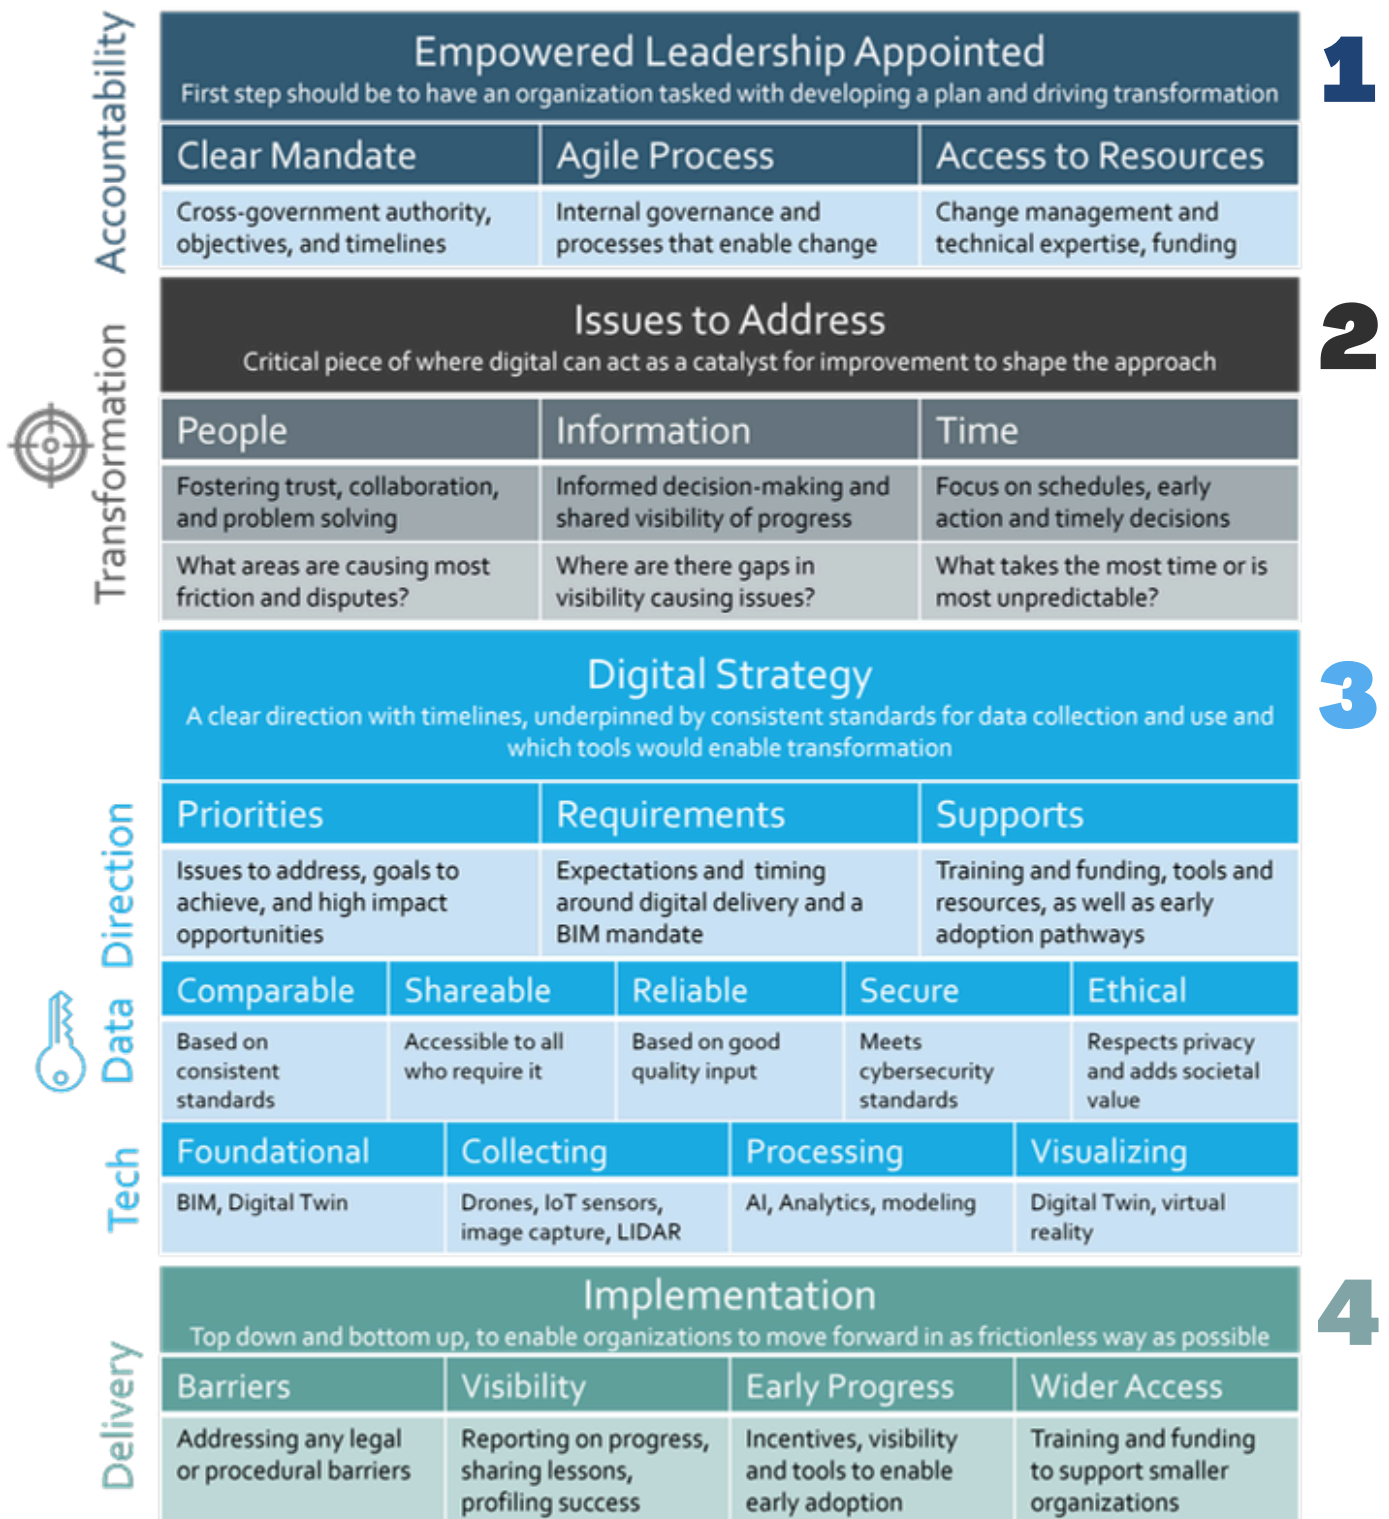 Accountability
Empowered Leadership Appointed
First step should be to have an organization tasked with developing a plan and driving transformation
1
Clear Mandate
Agile Process
Access to Resources
Cross-government authority,
objectives, and timelines
Internal governance and
processes that enable change
Change management and
technical expertise, funding
Transformation
Issues to Address
Critical piece of where digital can act as a catalyst for improvement to shape the approach
2
People
Information
Time
Fostering trust, collaboration,
and problem solving
Informed decision-making and
shared visibility of progress
Focus on schedules, early
action and timely decisions
What areas are causing most
friction and disputes?
Where are there gaps in
visibility causing issues?
What takes the most time or is
most unpredictable?
Digital Strategy
A clear direction with timelines, underpinned by consistent standards for data collection and use and
which tools would enable transformation
3
Direction
Priorities
Requirements
Supports
Issues to address, goals to
achieve, and high impact
opportunities
Expectations and timing
around digital delivery and a
BIM mandate
Training and funding, tools and
resources, as well as early
adoption pathways
Data
Comparable
Shareable
Reliable
Secure
Ethical
Based on
consistent
standards
Accessible to all
who require it
Based on good
quality input
Meets
cybersecurity
standards
Respects privacy
and adds societal
value
Tech
Foundational
Collecting
Processing
Visualizing
BIM, Digital Twin
Drones, IoT sensors,
image capture, LIDAR
AI, Analytics, modeling
Digital Twin, virtual
reality
Delivery
Implementation
Top down and bottom up, to enable organizations to move forward in as frictionless way as possible
4
Barriers
Visibility
Early Progress
Wider Access
Addressing any legal
or procedural barriers
Reporting on progress,
sharing lessons,
profiling success
Incentives, visibility
and tools to enable
early adoption
Training and funding
to support smaller
organizations